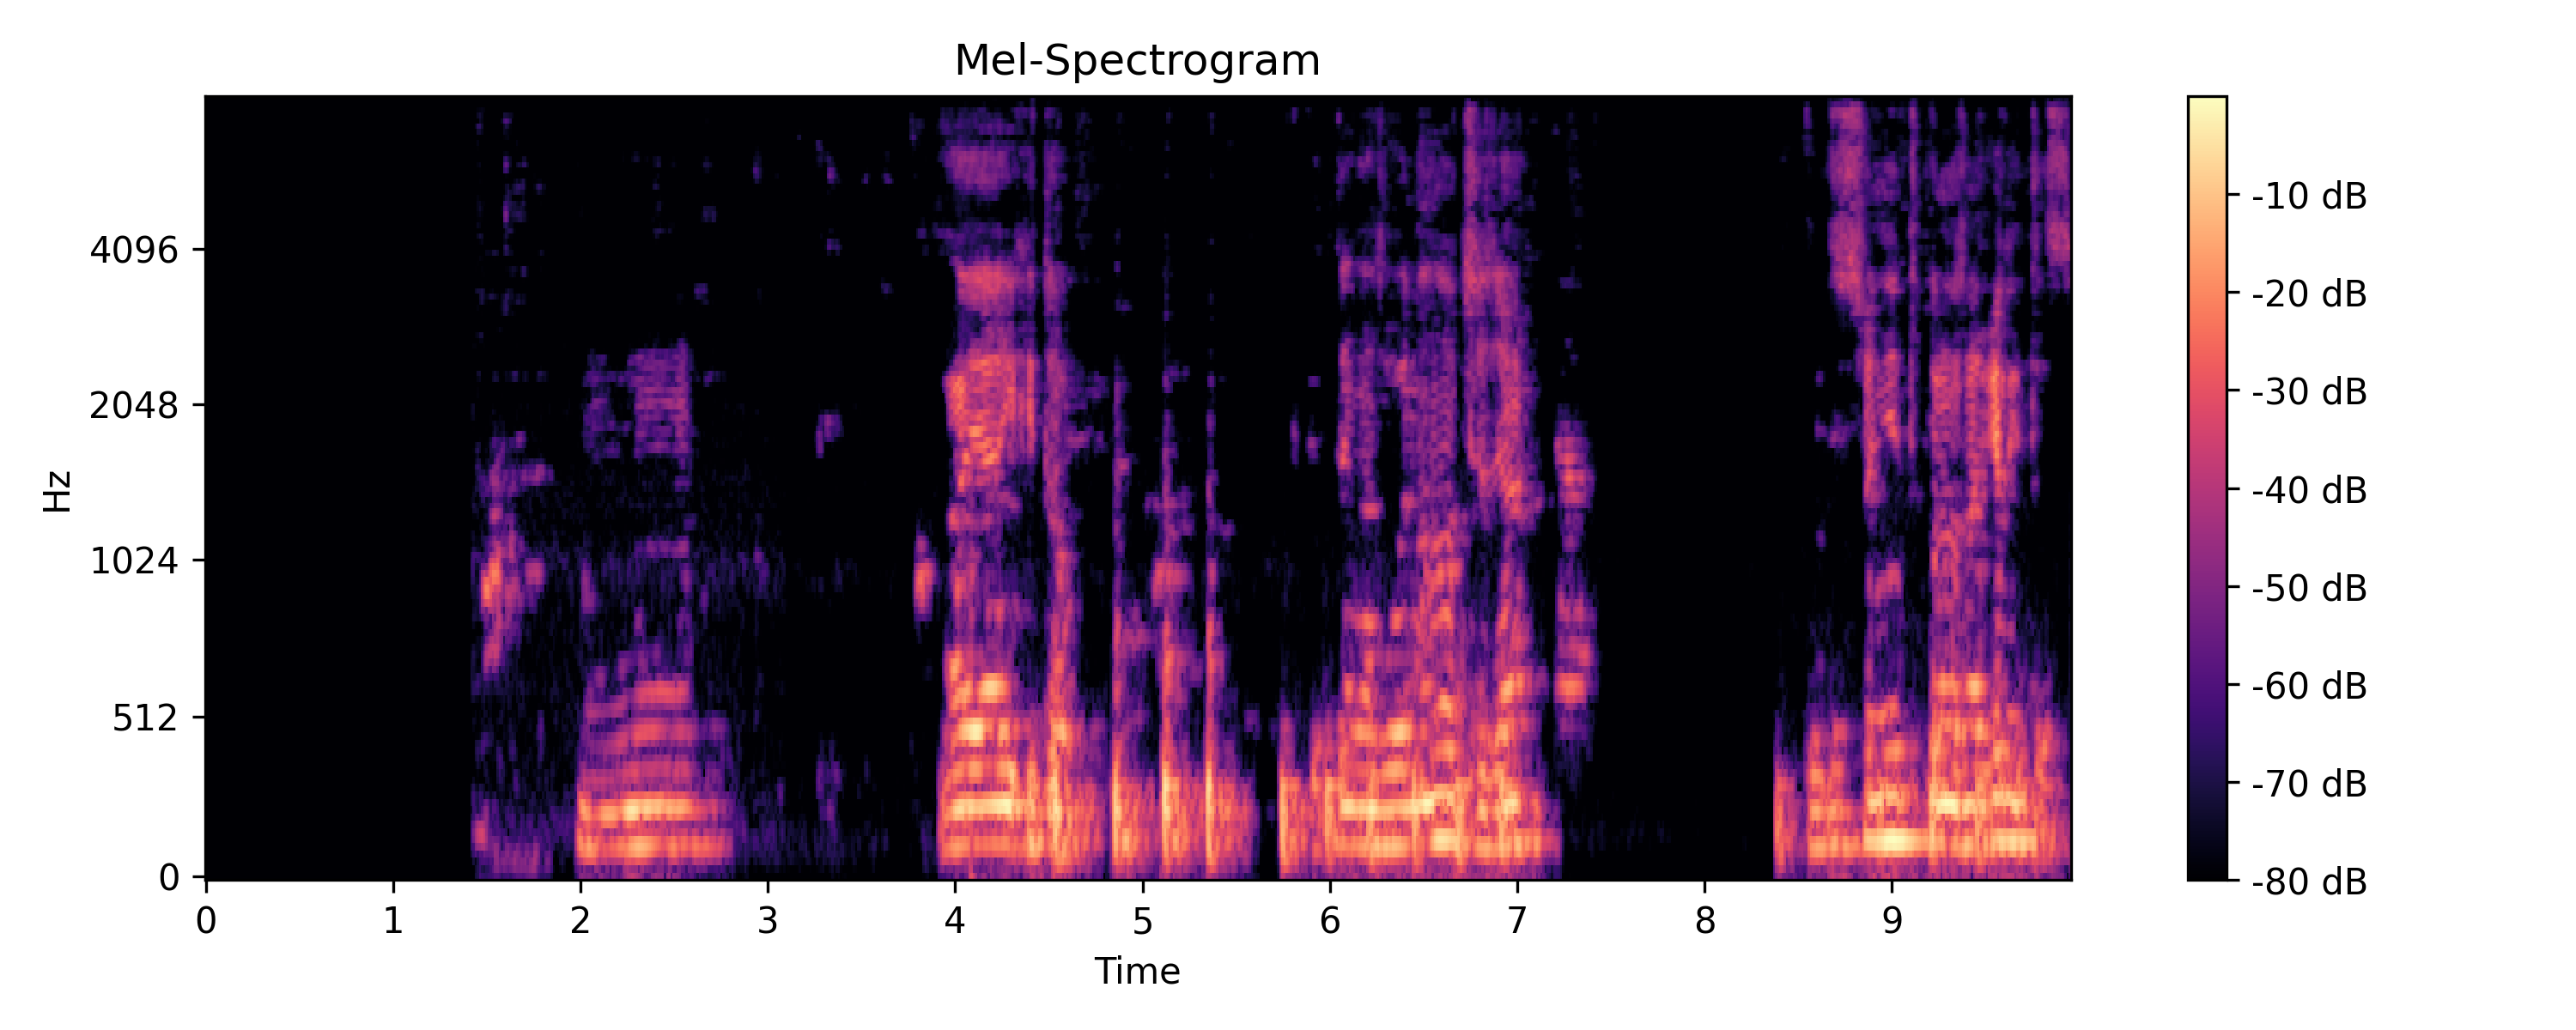 Mel-Spectrogram
Hz
4096
2048
1024
512
0
0 1 2 3 4 5 6 7 8 9
Time
-10 dB
-20 dB
-30 dB
-40 dB
-50 dB
-60 dB
-70 dB
-80 dB